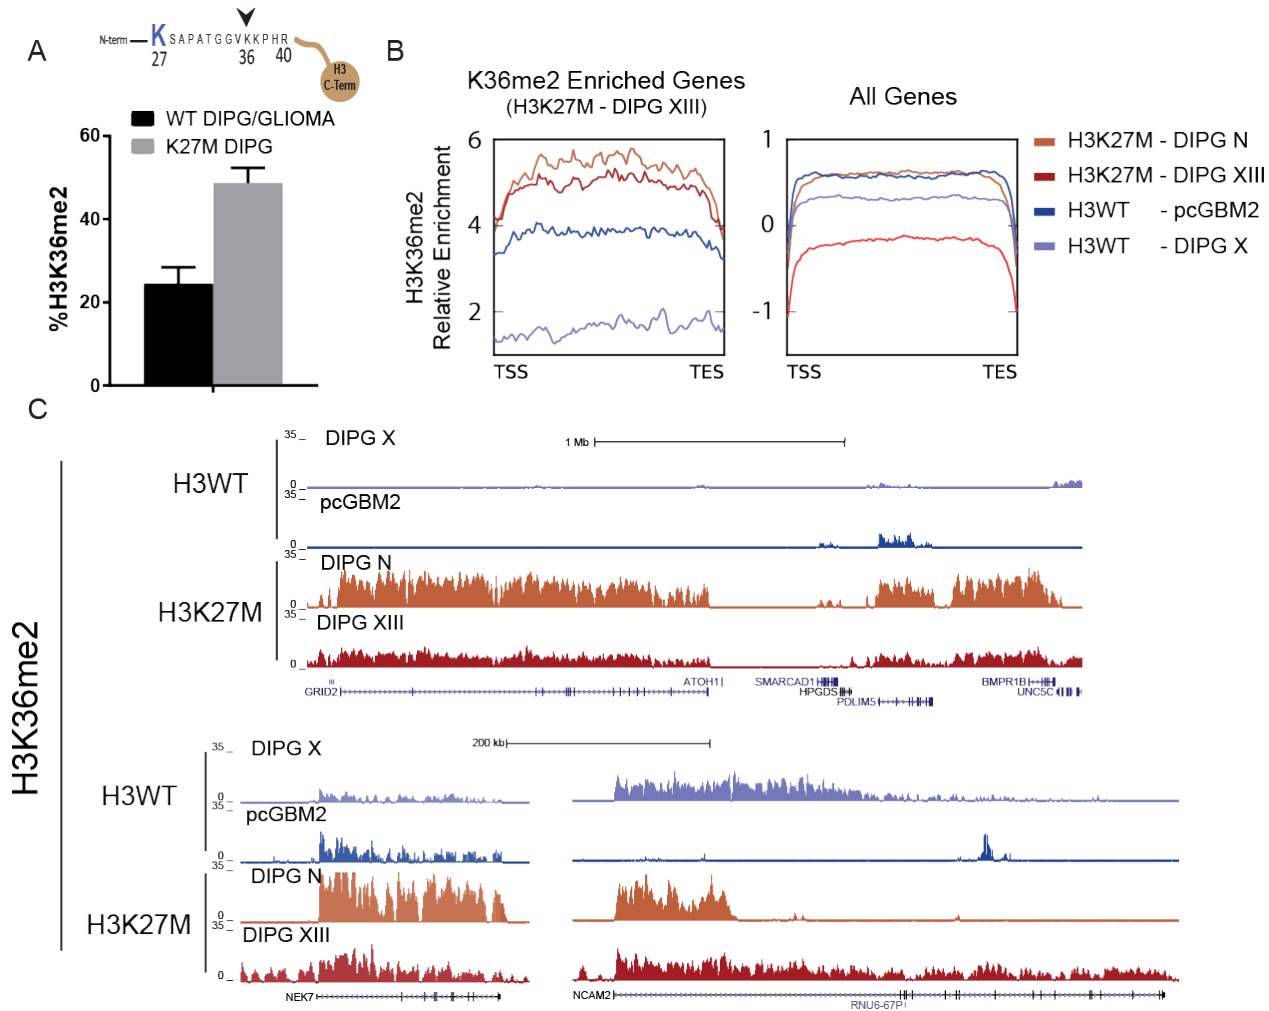 A
N-term
K SAPATGGVKKPHR
27 36 40
H3
C-Term
WT DIPG/GLIOMA
K27M DIPG
%H3K36me2
60
40
20
0
B
K36me2 Enriched Genes
(H3K27M - DIPG XIII)
All Genes
H3K36me2
Relative Enrichment
6
4
2
TSS TES
1
0
-1
TSS TES
H3K27M - DIPG N
H3K27M - DIPG XIII
H3WT - pcGBM2
H3WT - DIPG X
C
H3K36me2
1 Mb
H3WT
35
DIPG X
0
35
pcGBM2
0
H3K27M
35
DIPG N
0
35
DIPG XIII
0
GRID2
ATOH1
SMARCAD1
HPGDS
PDLIM5
BMPR1B
UNC5C
200 kb
H3WT
35
DIPG X
0
35
pcGBM2
0
H3K27M
35
DIPG N
0
35
DIPG XIII
0
NEK7
NCAM2
RNU6-67P